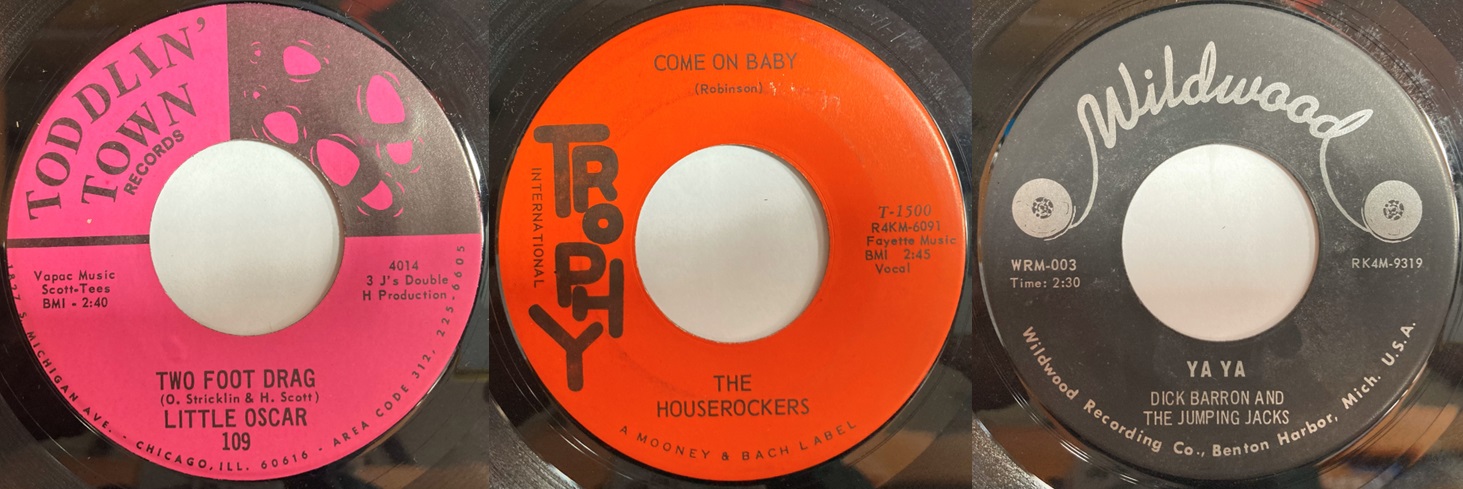 TODDLIN'
TOWN
RECORDS
Vapac Music
Scott-Tees
BMI - 2:40
4014
3 J's Double
H Production
TWO FOOT DRAG
(O. Stricklin & H. Scott)
LITTLE OSCAR
109
1827 S. MICHIGAN AVE. - CHICAGO, ILL. 60616 - AREA CODE 312, 225-6605
COME ON BABY
(Robinson)
TROPHY
INTERNATIONAL
T-1500
R4KM-6091
Fayette Music
BMI 2:45
Vocal
THE
HOUSEROCKERS
A MOONEY & BACH LABEL
Wildwood
WRM-003
Time: 2:30
RK4M-9319
YA YA
DICK BARRON AND
THE JUMPING JACKS
Wildwood Recording Co., Benton Harbor, Mich. U.S.A.